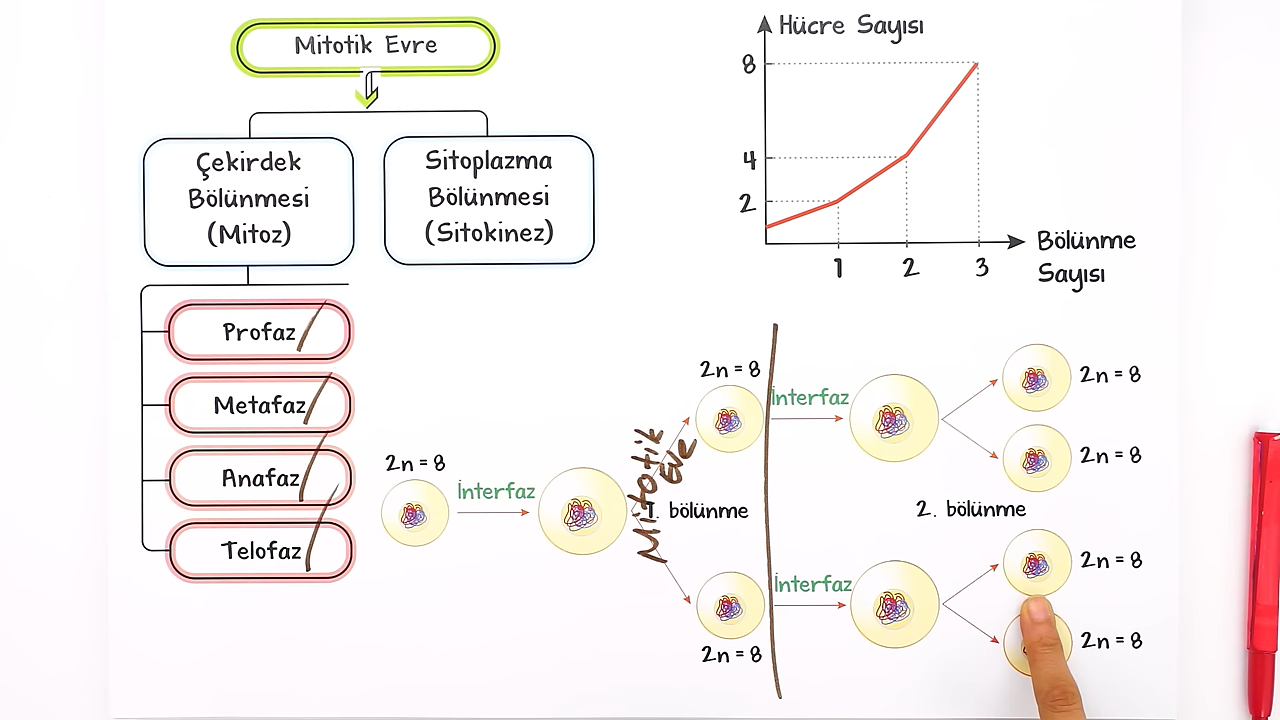 Mitotik Evre
Çekirdek
Bölünmesi
(Mitoz)
Sitoplazma
Bölünmesi
(Sitokinez)
Profaz
Metafaz
Anafaz
Telofaz
Hücre Sayısı
8
4
2
1 2 3
Bölünme
Sayısı
2n = 8
İnterfaz
Mitotik
Eve
1. bölünme
2n = 8
2n = 8
İnterfaz
İnterfaz
2. bölünme
2n = 8
2n = 8
2n = 8
2n = 8